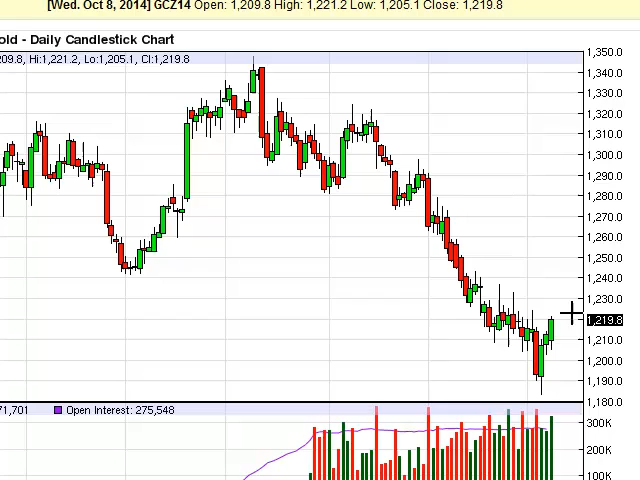 [Wed. Oct 8, 2014] GCZ14 Open: 1,209.8 High: 1,221.2 Low: 1,205.1 Close: 1,219.8
old - Daily Candlestick Chart
209.8, Hi:1,221.2, Lo:1,205.1, Cl:1,219.8
1,350.0
1,340.0
1,330.0
1,320.0
1,310.0
1,300.0
1,290.0
1,280.0
1,270.0
1,260.0
1,250.0
1,240.0
1,230.0
1,219.8
1,210.0
1,200.0
1,190.0
1,180.0
71,701 Open Interest: 275,548
300K
200K
100K